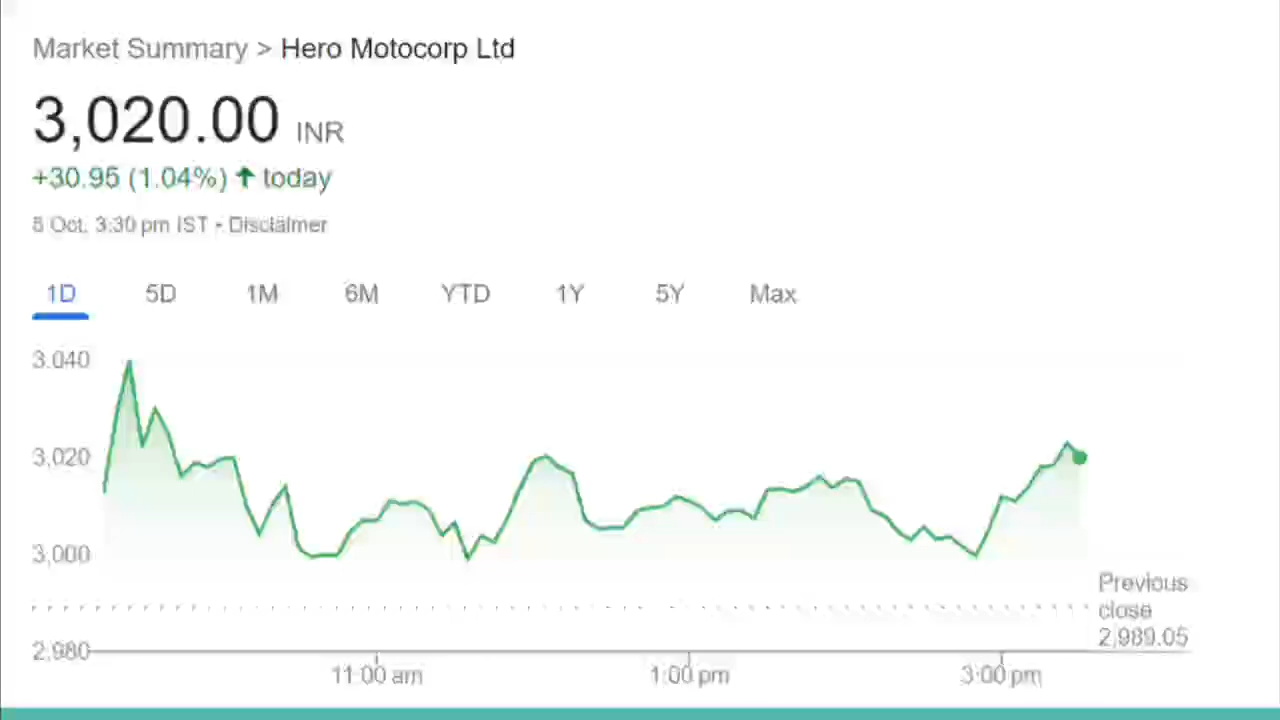 Market Summary > Hero Motocorp Ltd
3,020.00 INR
+30.95 (1.04%) ↑ today
8 Oct, 3:30 pm IST • Disclaimer
1D 5D 1M 6M YTD 1Y 5Y Max
3,040
3,020
3,000
2,980
Previous
close
2,989.05
11:00 am 1:00 pm 3:00 pm